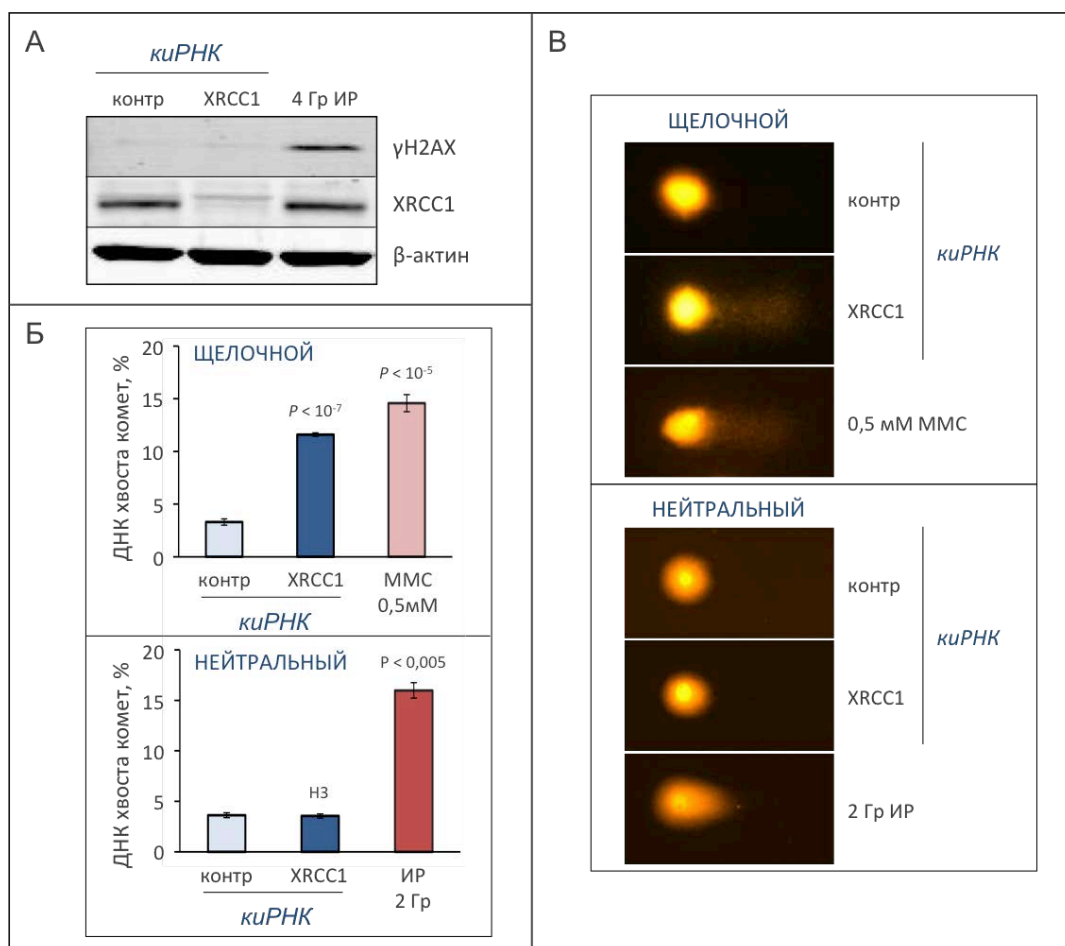 А
киРНК
контр XRCC1 4 Гр ИР
γH2AX
XRCC1
β-актин
Б
ДНК хвоста комет, %
20
15
10
5
0
ЩЕЛОЧНОЙ
P < 10⁻⁷
P < 10⁻⁵
контр XRCC1 ММС
0,5мМ
киРНК
ДНК хвоста комет, %
20
15
10
5
0
НЕЙТРАЛЬНЫЙ
НЗ
P < 0,005
контр XRCC1 ИР
2 Гр
киРНК
В
ЩЕЛОЧНОЙ
контр
киРНК
XRCC1
0,5 мМ ММС
НЕЙТРАЛЬНЫЙ
контр
киРНК
XRCC1
2 Гр ИР